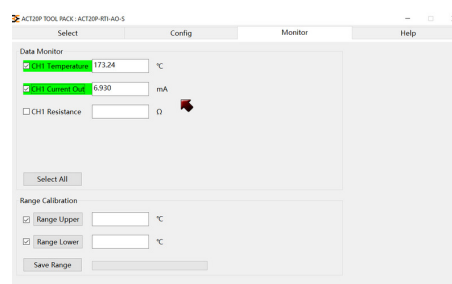 ACT20P TOOL PACK : ACT20P-RTI-AO-S
Select Config Monitor Help
Data Monitor
CH1 Temperature 173.24 ℃
CH1 Current Out 6.930 mA
CH1 Resistance Ω
Select All
Range Calibration
Range Upper ℃
Range Lower ℃
Save Range